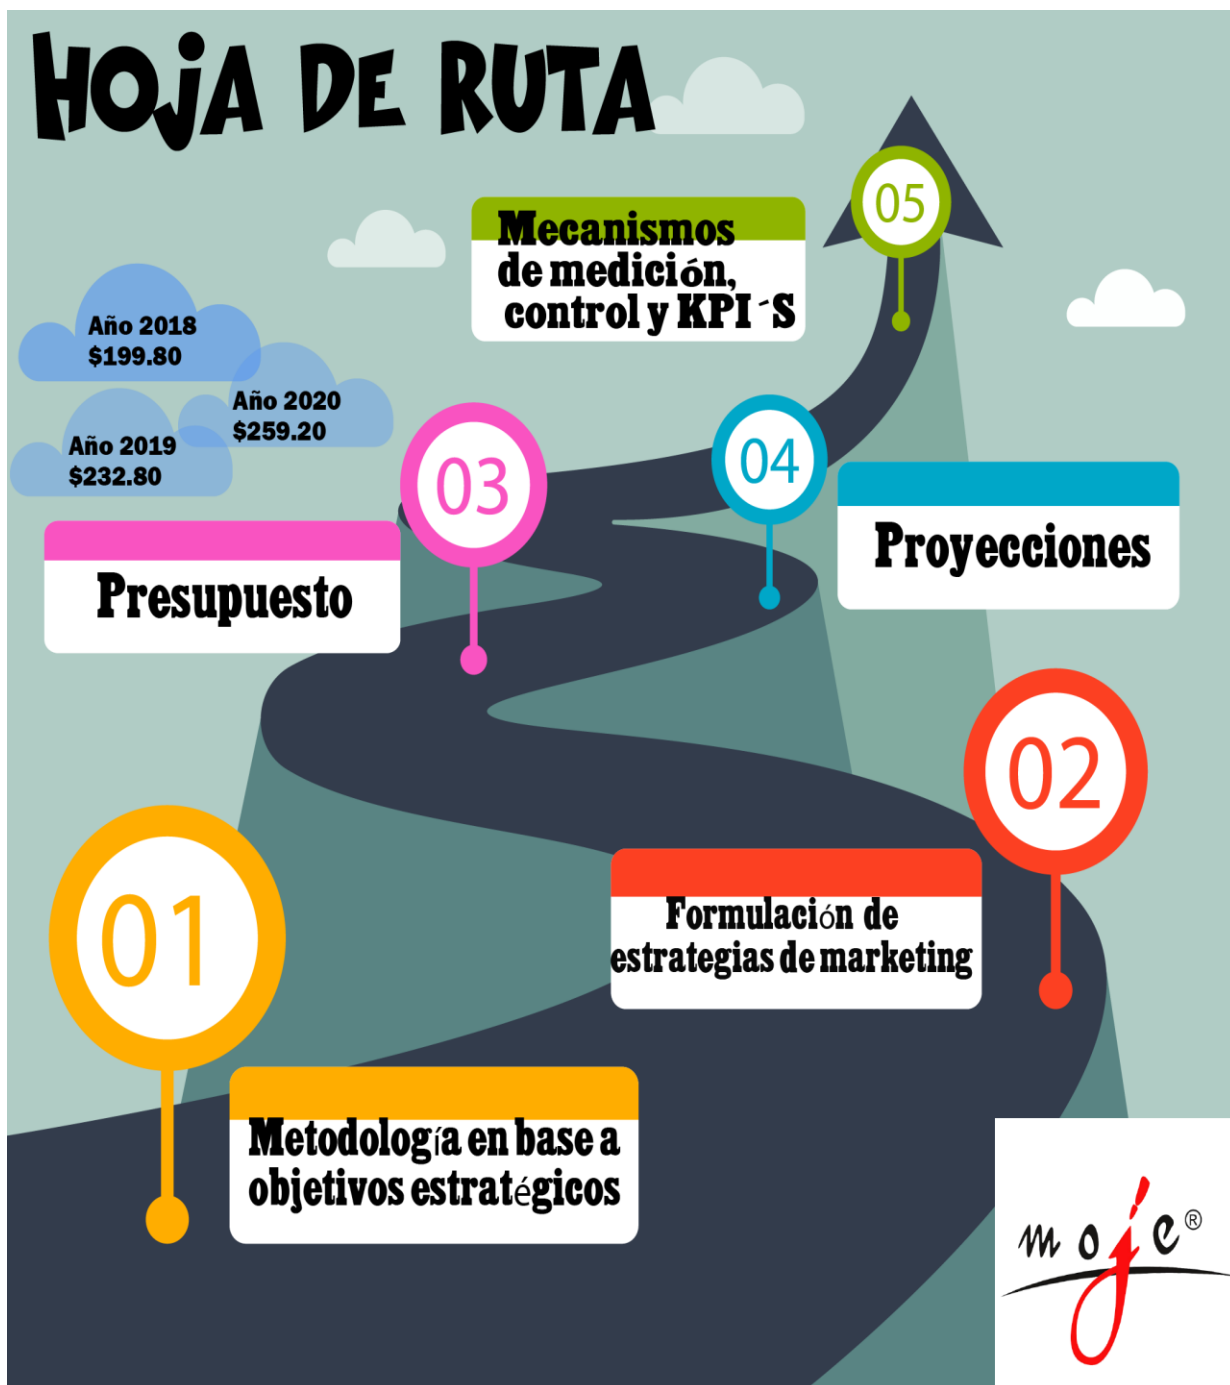 HOJA DE RUTA
05
Mecanismos
de medición,
control y KPI´S
Año 2018
$199.80
Año 2020
$259.20
Año 2019
$232.80
03
04
Presupuesto
Proyecciones
02
01
Formulación de
estrategias de marketing
Metodología en base a
objetivos estratégicos
moje®